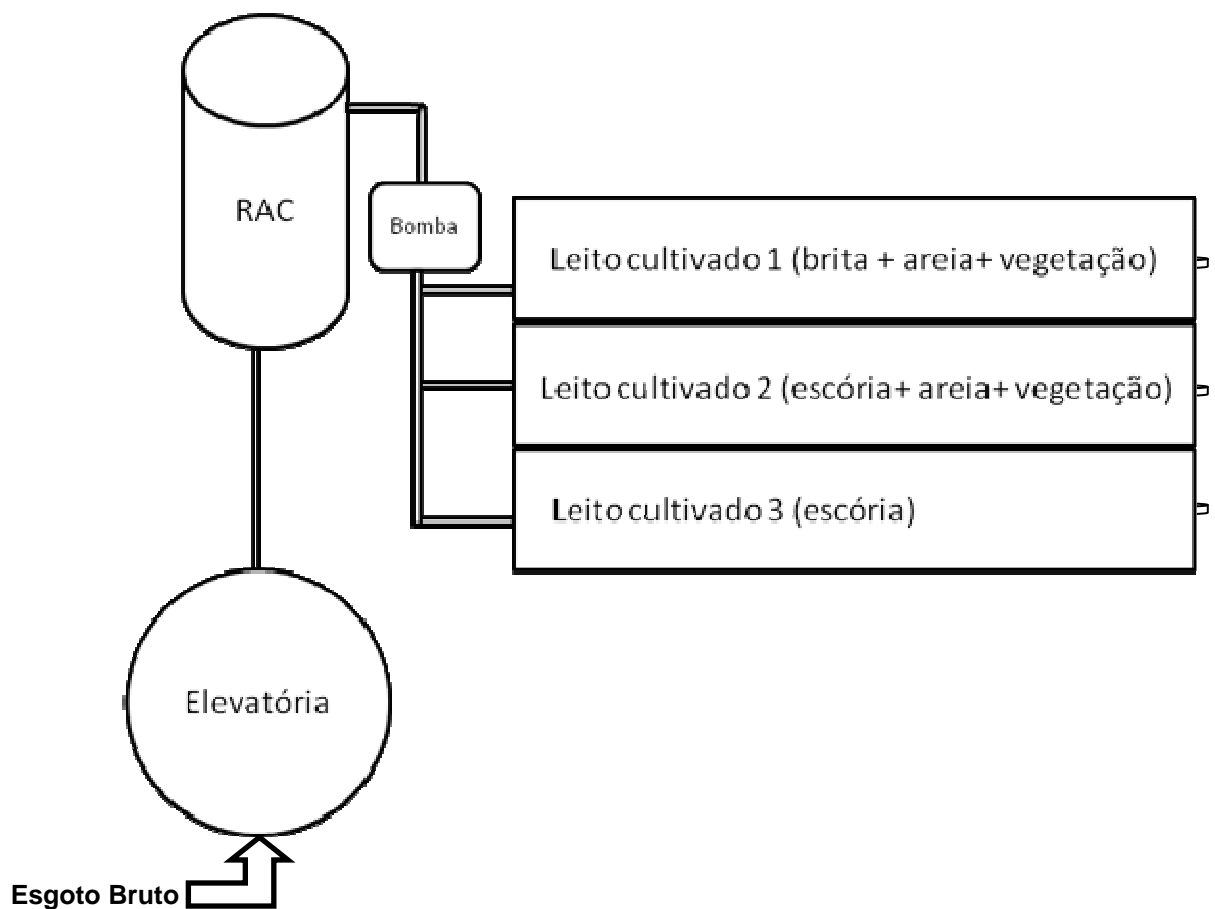 RAC
Bomba
Leito cultivado 1 (brita + areia+ vegetação)
Leito cultivado 2 (escória+ areia+ vegetação)
Leito cultivado 3 (escória)
Elevatória
Esgoto Bruto